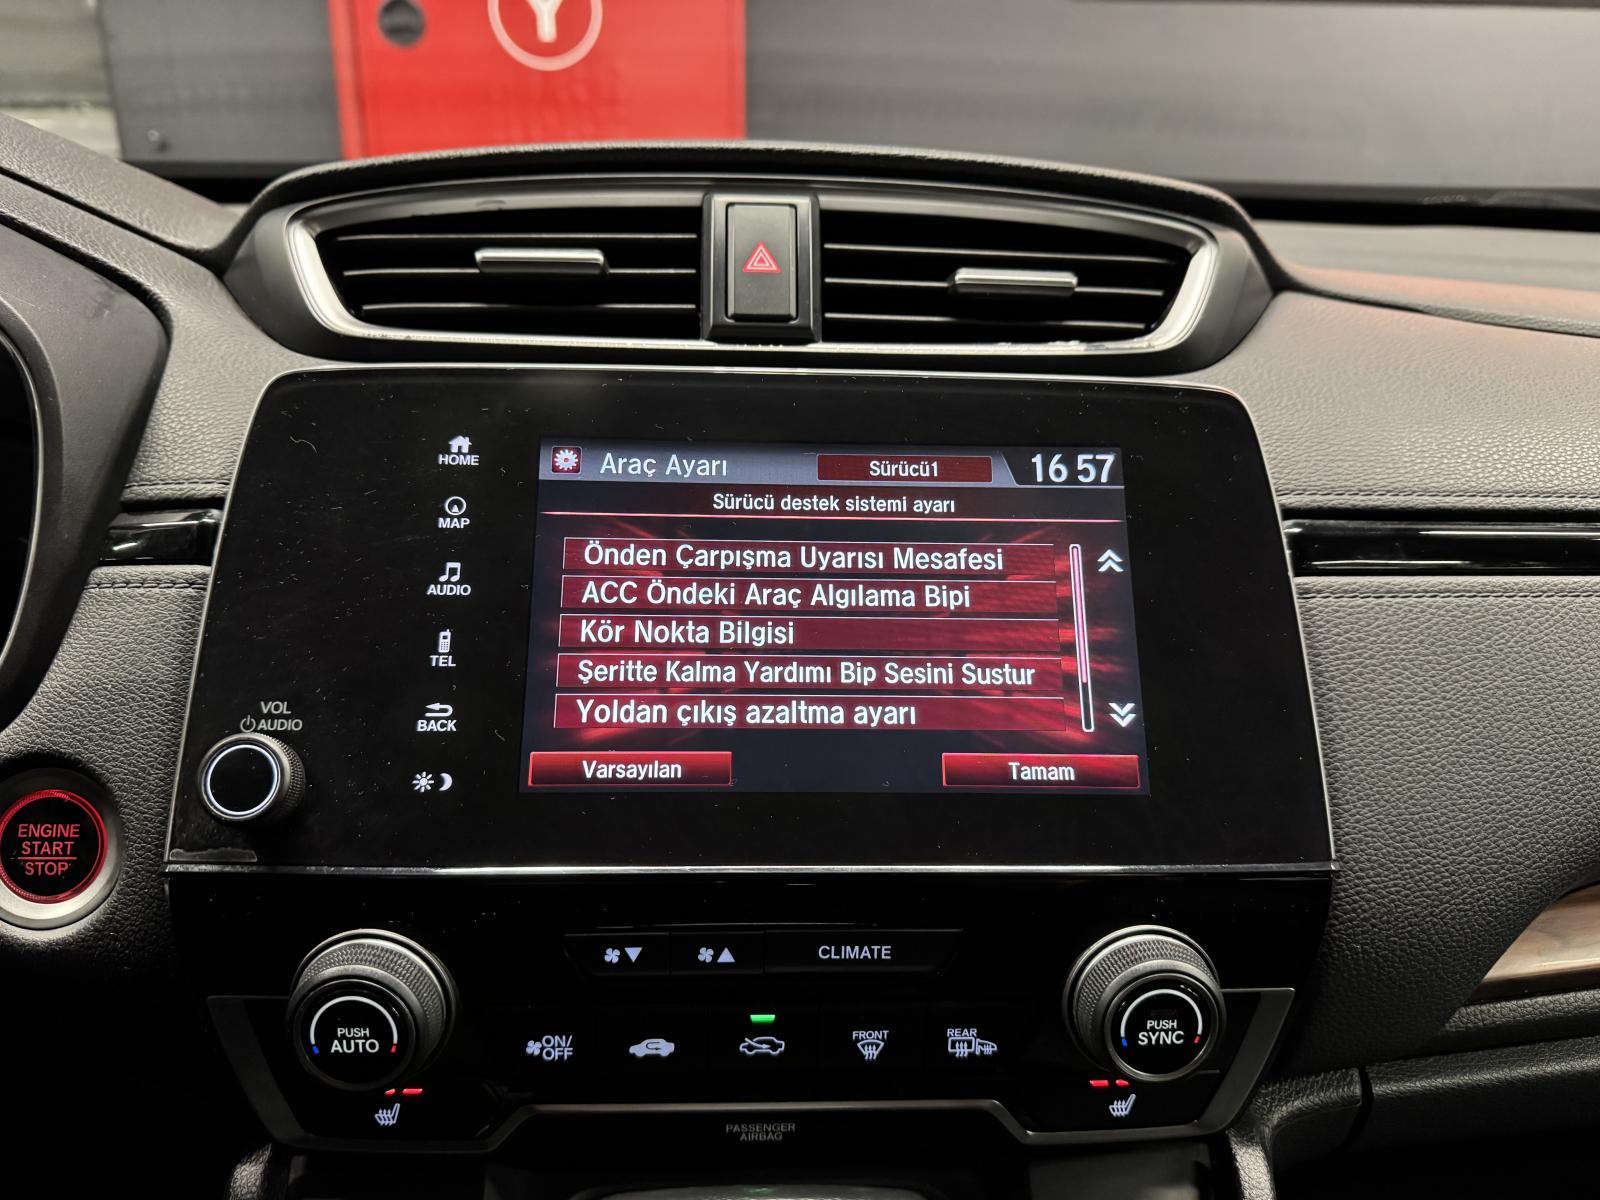 Y
HOME
MAP
AUDIO
TEL
BACK
VOL
AUDIO
Araç Ayarı
Sürücü1
16 57
Sürücü destek sistemi ayarı
Önden Çarpışma Uyarısı Mesafesi
ACC Öndeki Araç Algılama Bipi
Kör Nokta Bilgisi
Şeritte Kalma Yardımı Bip Sesini Sustur
Yoldan çıkış azaltma ayarı
Varsayılan
Tamam
ENGINE
START
STOP
CLIMATE
PUSH
AUTO
ON/
OFF
FRONT
REAR
PUSH
SYNC
PASSENGER
AIRBAG